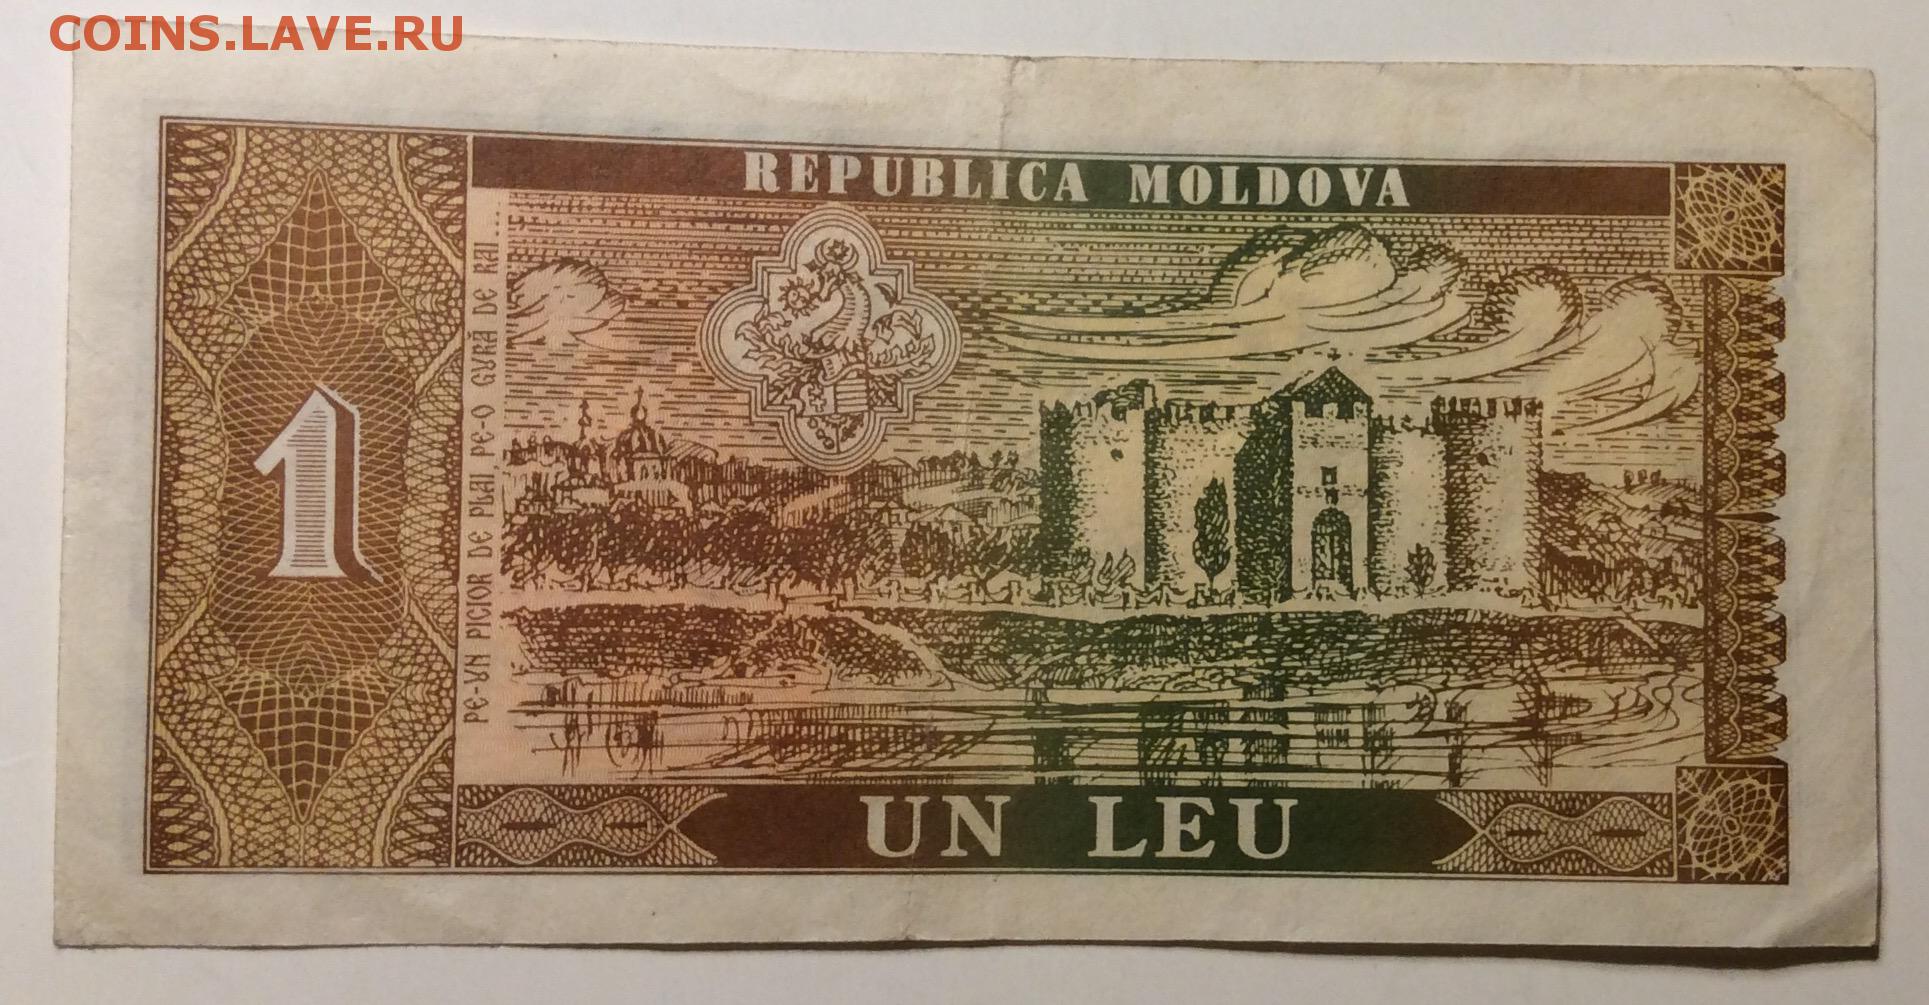 COINS.LAVE.RU
REPUBLICA MOLDOVA
PE-UN PICIOR DE PLAI, PE-O GURĂ DE RAI ...
1
UN LEU